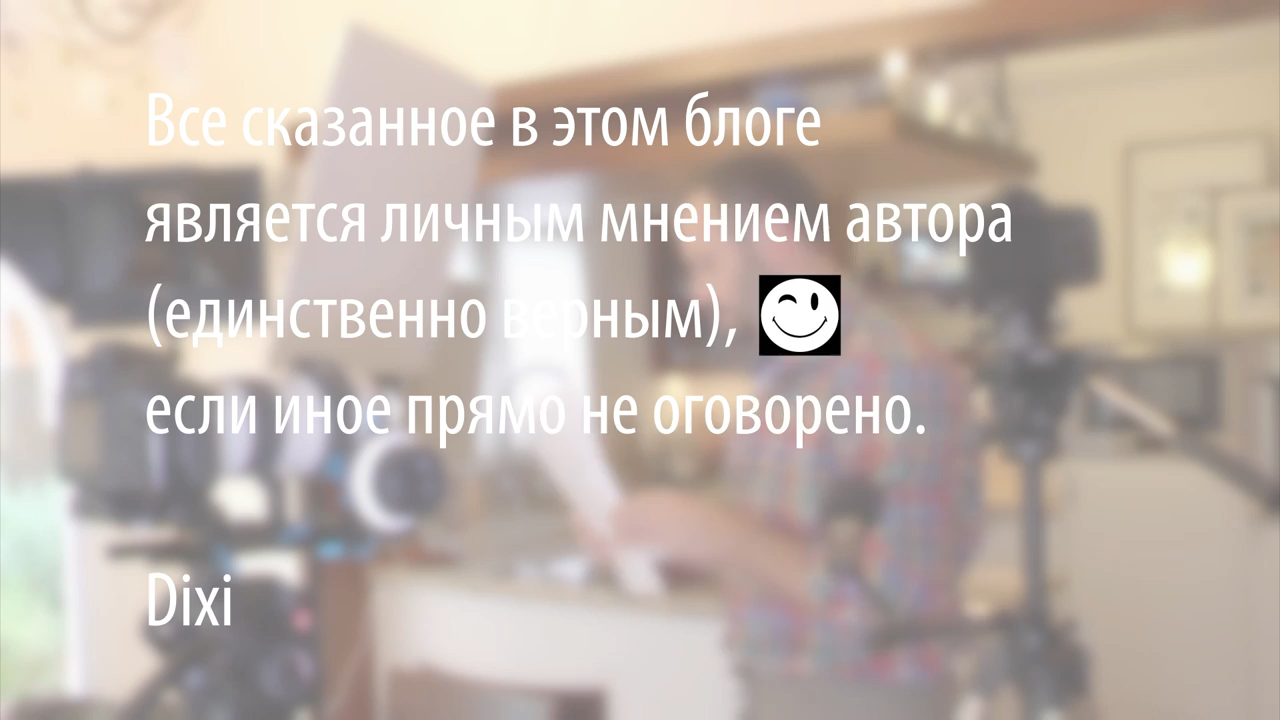 Все сказанное в этом блоге
является личным мнением автора
(единственно верным),
если иное прямо не оговорено.
Dixi